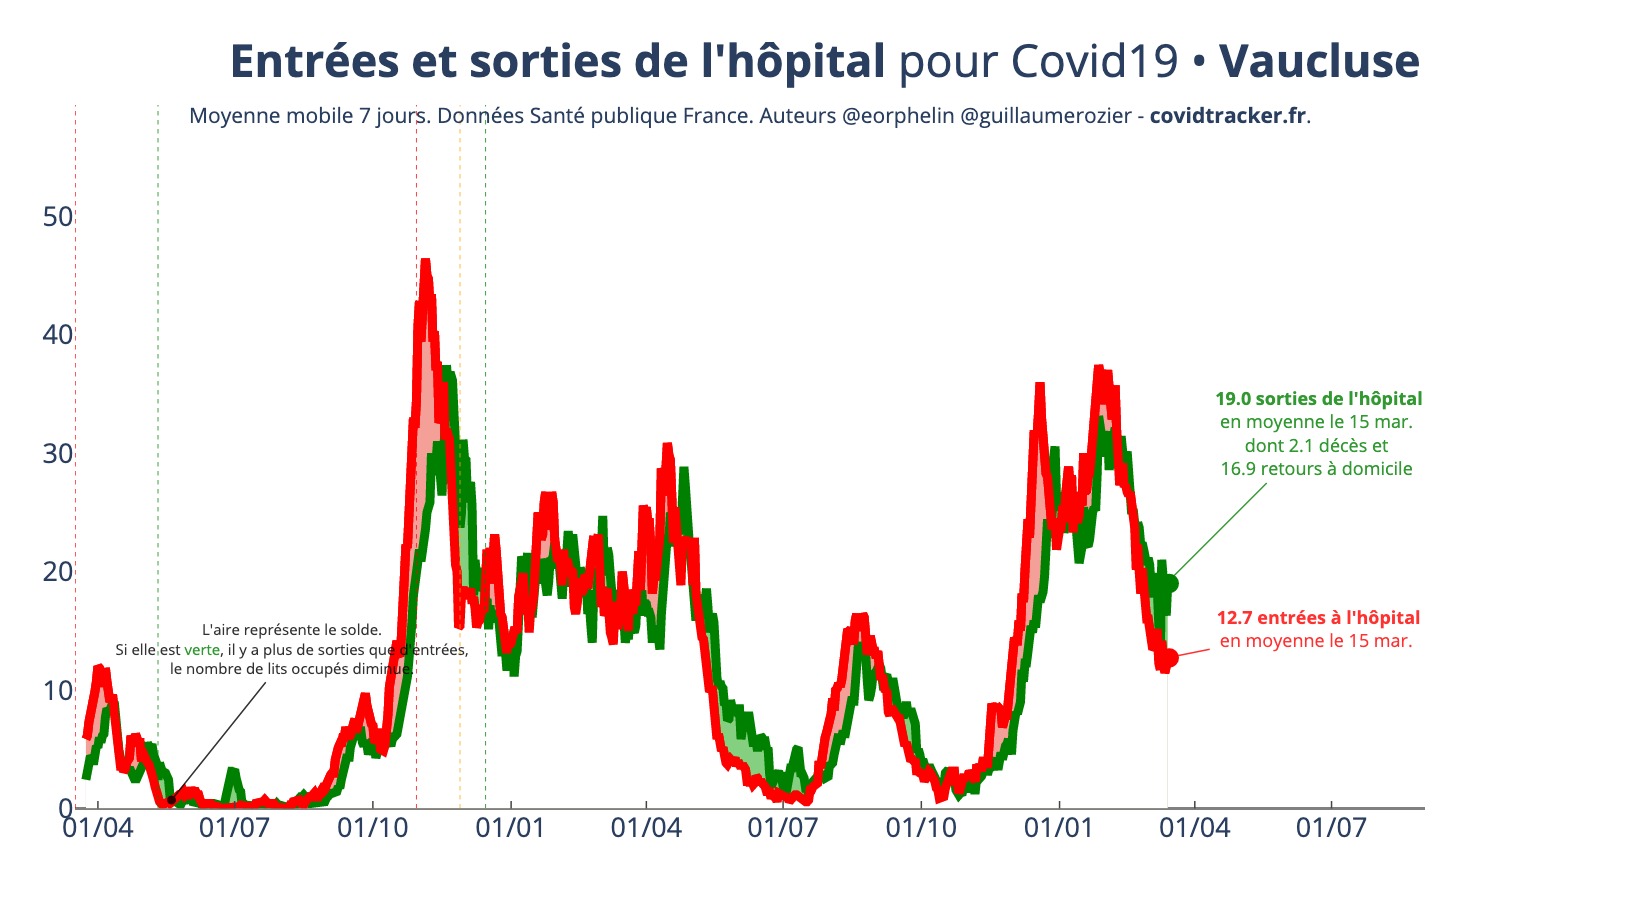 Entrées et sorties de l'hôpital pour Covid19 • Vaucluse
Moyenne mobile 7 jours. Données Santé publique France. Auteurs @eorphelin @guillaumerozier - covidtracker.fr.
50
40
30
20
10
0
19.0 sorties de l'hôpital
en moyenne le 15 mar.
dont 2.1 décès et
16.9 retours à domicile
12.7 entrées à l'hôpital
en moyenne le 15 mar.
L'aire représente le solde.
Si elle est verte, il y a plus de sorties que d'entrées,
le nombre de lits occupés diminue.
01/04 01/07 01/10 01/01 01/04 01/07 01/10 01/01 01/04 01/07